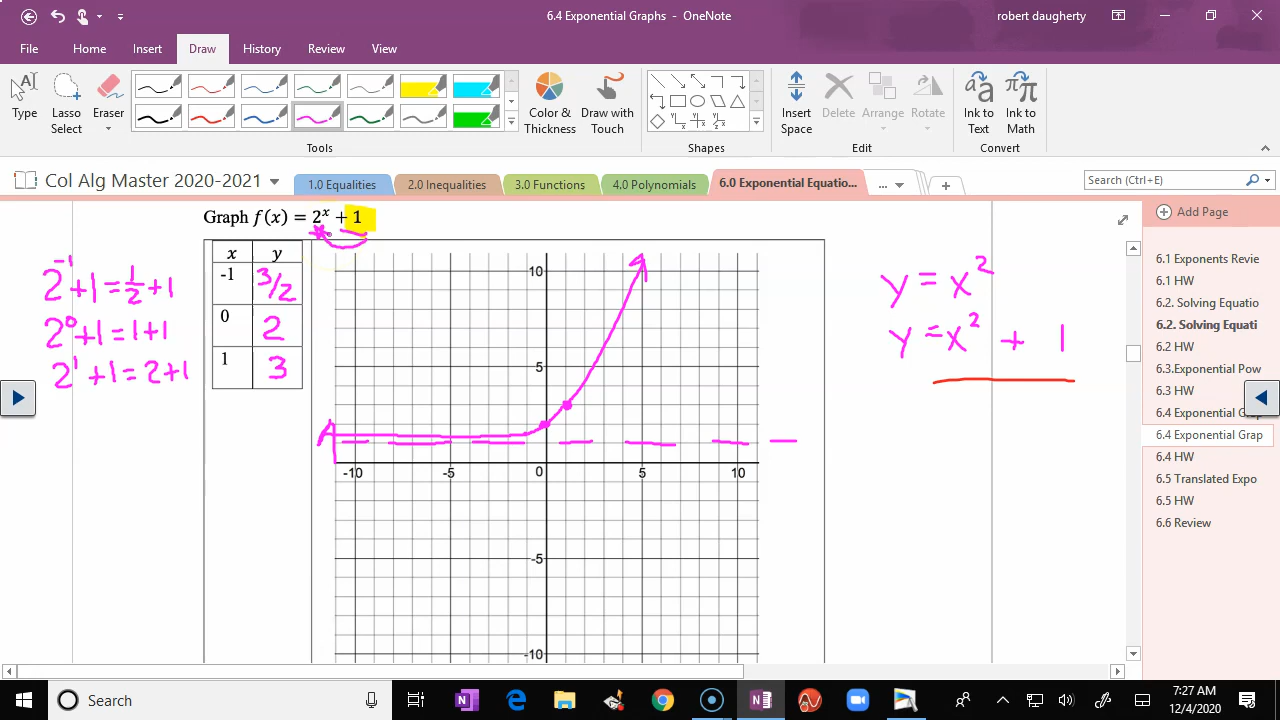 6.4 Exponential Graphs - OneNote
robert daugherty
File Home Insert Draw History Review View
Type
Lasso Select
Eraser
Color & Thickness
Draw with Touch
Insert Space
Delete
Arrange
Rotate
Ink to Text
Ink to Math
Tools
Shapes
Edit
Convert
Col Alg Master 2020-2021
1.0 Equalities
2.0 Inequalities
3.0 Functions
4.0 Polynomials
6.0 Exponential Equatio...
...
+
Search (Ctrl+E)
Add Page
6.1 Exponents Revie
6.1 HW
6.2. Solving Equatio
6.2. Solving Equati
6.2 HW
6.3.Exponential Pow
6.3 HW
6.4 Exponential Grap
6.4 Exponential Grap
6.4 HW
6.5 Translated Expo
6.5 HW
6.6 Review
Graph f(x) = 2ˣ + 1
x y
-1 3/2
0 2
1 3
2⁻¹+1=1/2+1
2⁰+1=1+1
2¹+1=2+1
10
5
-10 -5 0 5 10
-5
-10
y = x²
y = x² + 1
Search
7:27 AM
12/4/2020